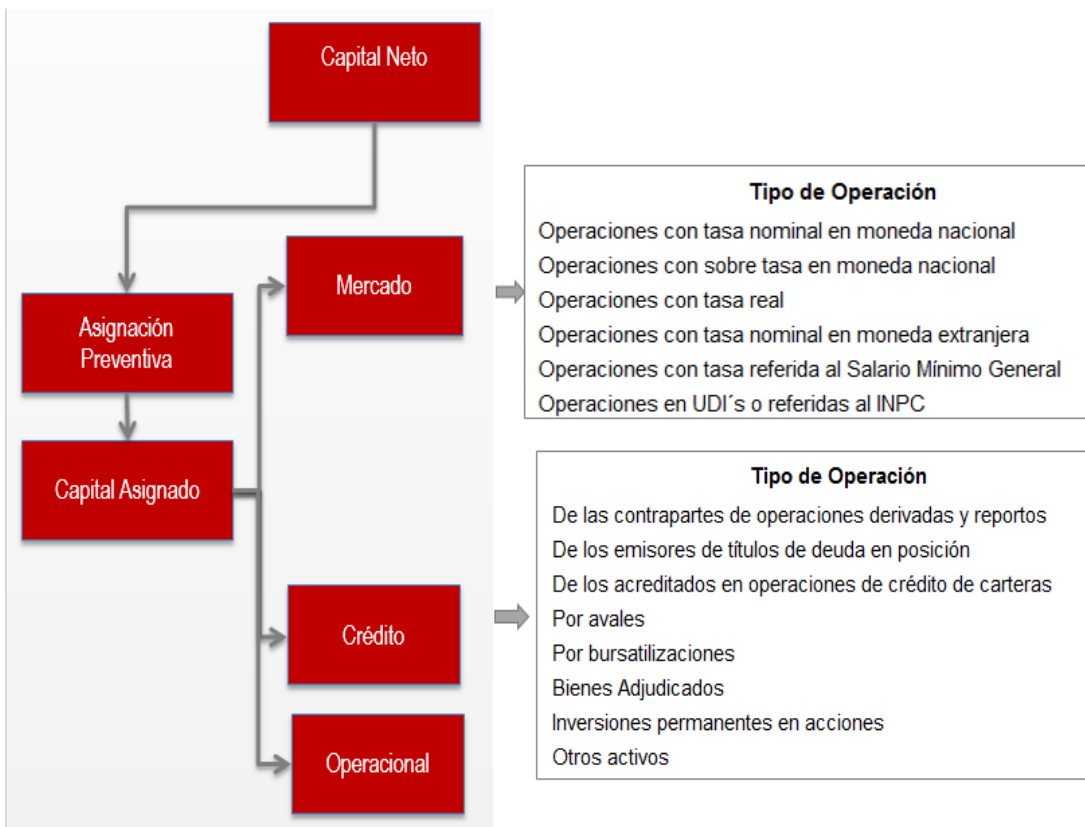 Capital Neto
Asignación
Preventiva
Capital Asignado
Mercado
Crédito
Operacional
Tipo de Operación
Operaciones con tasa nominal en moneda nacional
Operaciones con sobre tasa en moneda nacional
Operaciones con tasa real
Operaciones con tasa nominal en moneda extranjera
Operaciones con tasa referida al Salario Mínimo General
Operaciones en UDI´s o referidas al INPC
Tipo de Operación
De las contrapartes de operaciones derivadas y reportos
De los emisores de títulos de deuda en posición
De los acreditados en operaciones de crédito de carteras
Por avales
Por bursatilizaciones
Bienes Adjudicados
Inversiones permanentes en acciones
Otros activos